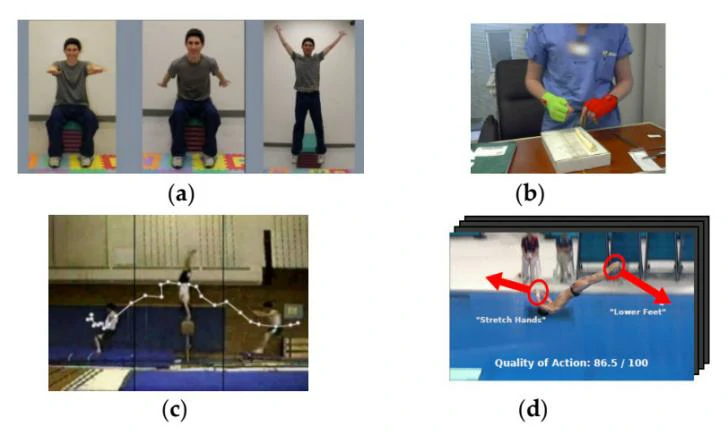 (a)
(b)
"Stretch Hands"
"Lower Feet"
Quality of Action: 86.5 / 100
(c)
(d)